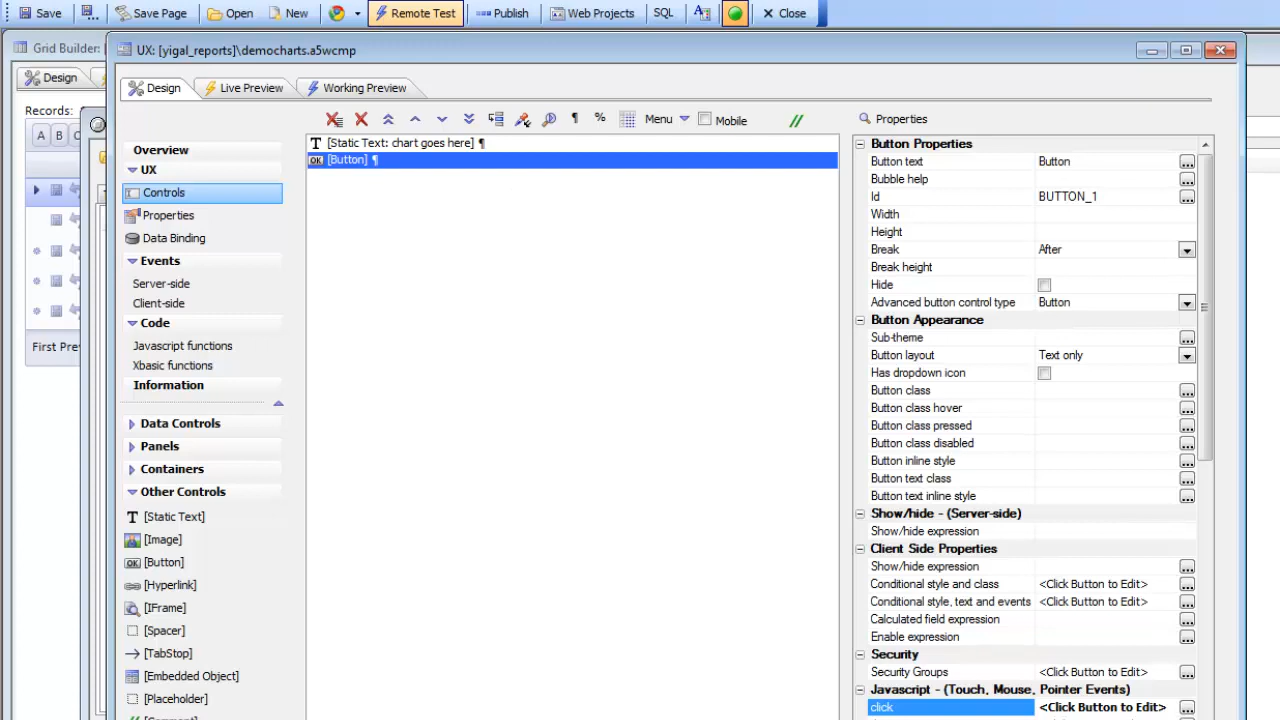 Save
Save Page
Open
New
Remote Test
Publish
Web Projects
SQL
Close
Grid Builder:
UX: [yigal_reports]\democharts.a5wcmp
Design
Records:
A B
First Prev
Design
Live Preview
Working Preview
Menu
Mobile
Properties
Overview
UX
Controls
Properties
Data Binding
Events
Server-side
Client-side
Code
Javascript functions
Xbasic functions
Information
Data Controls
Panels
Containers
Other Controls
[Static Text]
[Image]
[Button]
[Hyperlink]
[IFrame]
[Spacer]
[TabStop]
[Embedded Object]
[Placeholder]
[Static Text: chart goes here] ¶
OK [Button] ¶
Button Properties
Button text Button
Bubble help
Id BUTTON_1
Width
Height
Break After
Break height
Hide
Advanced button control type Button
Button Appearance
Sub-theme
Button layout Text only
Has dropdown icon
Button class
Button class hover
Button class pressed
Button class disabled
Button inline style
Button text class
Button text inline style
Show/hide - (Server-side)
Show/hide expression
Client Side Properties
Show/hide expression
Conditional style and class <Click Button to Edit>
Conditional style, text and events <Click Button to Edit>
Calculated field expression
Enable expression
Security
Security Groups <Click Button to Edit>
Javascript - (Touch, Mouse, Pointer Events)
click <Click Button to Edit>